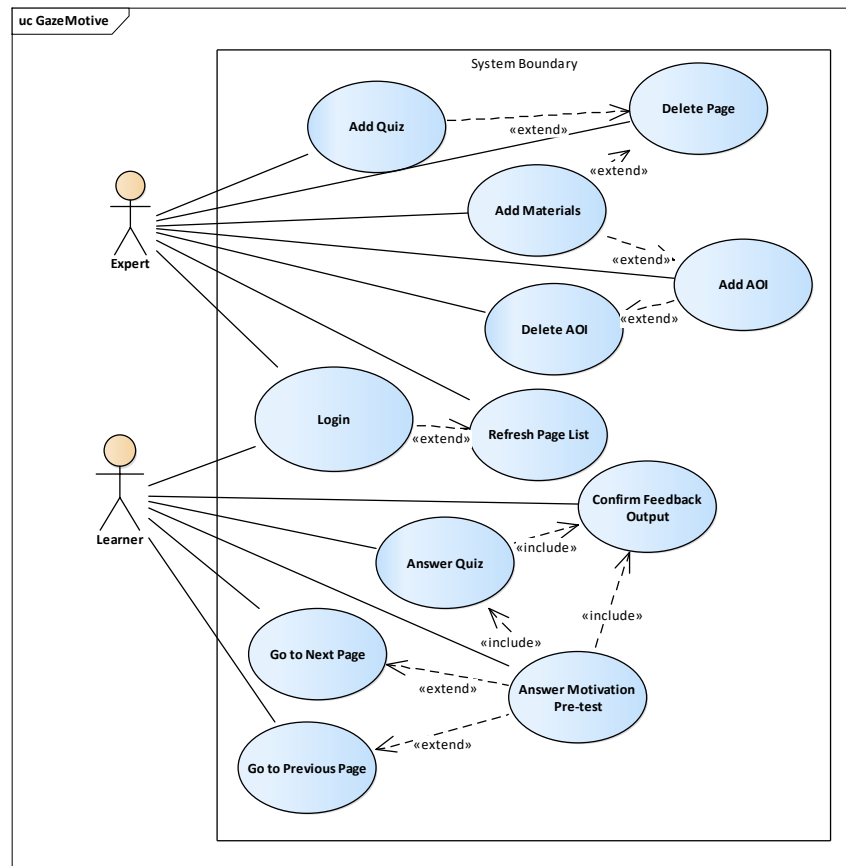 uc GazeMotive
System Boundary
Add Quiz
Delete Page
«extend»
«extend»
Add Materials
Expert
«extend»
Add AOI
«extend»
Delete AOI
Login
«extend»
Refresh Page List
Confirm Feedback
Output
Learner
Answer Quiz
«include»
«include»
«include»
Go to Next Page
«extend»
Answer Motivation
Pre-test
«extend»
Go to Previous Page